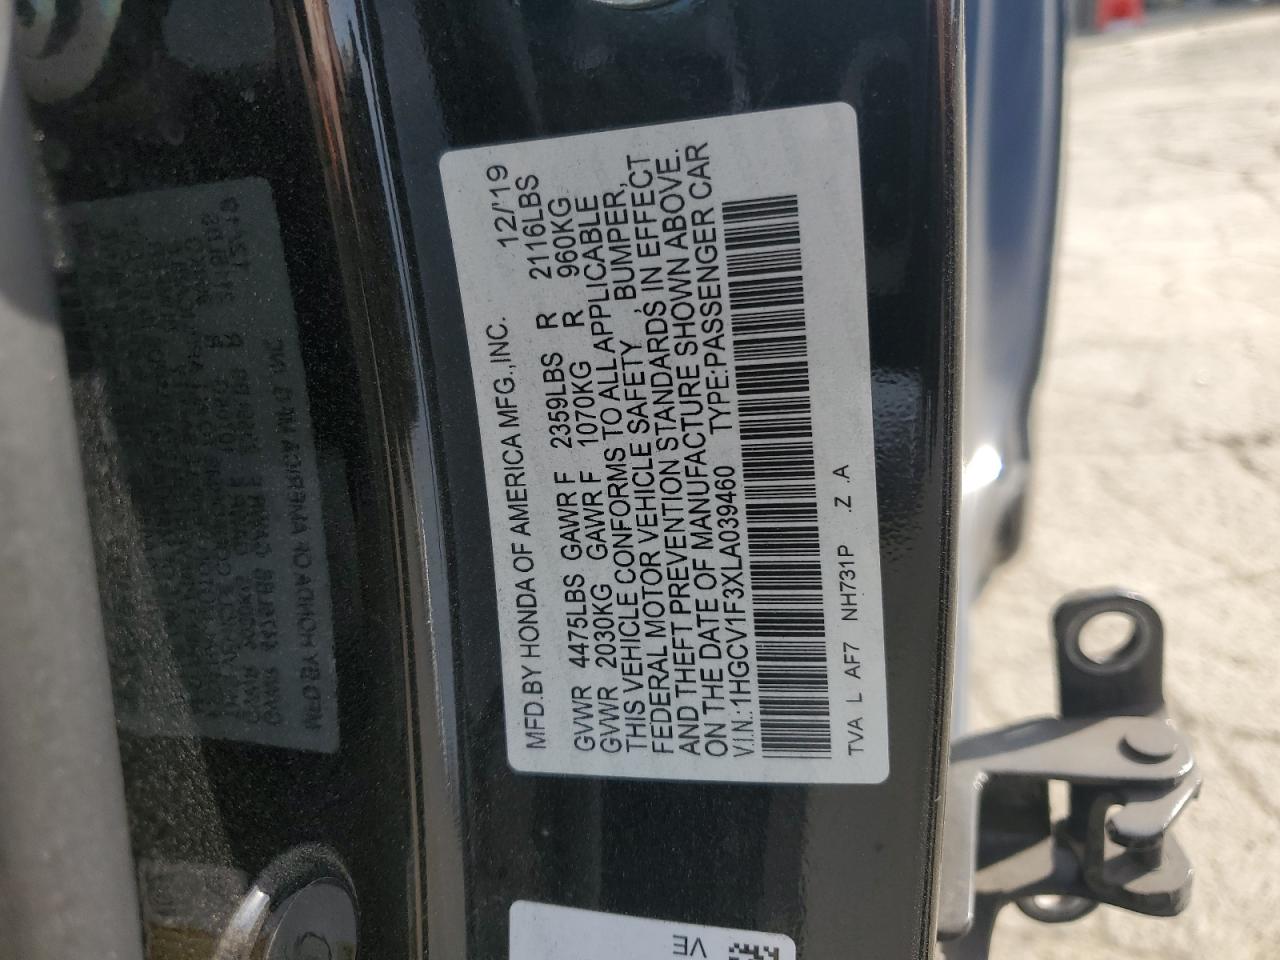 MFD.BY HONDA OF AMERICA MFG.,INC. 12/'19
GVWR 4475LBS GAWR F 2359LBS R 2116LBS
GVWR 2030KG GAWR F 1070KG R 960KG
THIS VEHICLE CONFORMS TO ALL APPLICABLE
FEDERAL MOTOR VEHICLE SAFETY, BUMPER,
AND THEFT PREVENTION STANDARDS IN EFFECT
ON THE DATE OF MANUFACTURE SHOWN ABOVE.
V.I.N.:1HGCV1F3XLA039460 TYPE:PASSENGER CAR
TVA L AF7 NH731P .Z .A
VE